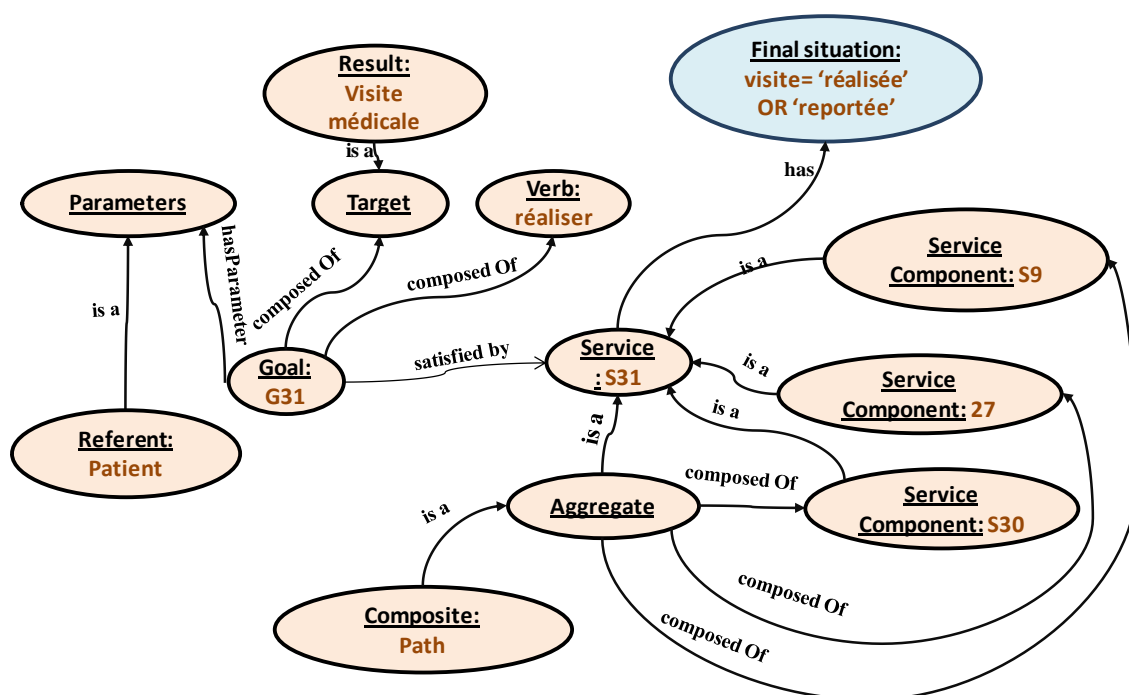 Result:
Visite
médicale
Final situation:
visite= ‘réalisée’
OR ‘reportée’
is a
has
Parameters
Target
Verb:
réaliser
hasParameter
composed Of
composed Of
is a
is a
Service
Component: S9
satisfied by
Goal:
G31
Service
: S31
is a
Service
Component: 27
is a
is a
Referent:
Patient
composed Of
Aggregate
Service
Component: S30
is a
composed Of
composed Of
Composite:
Path